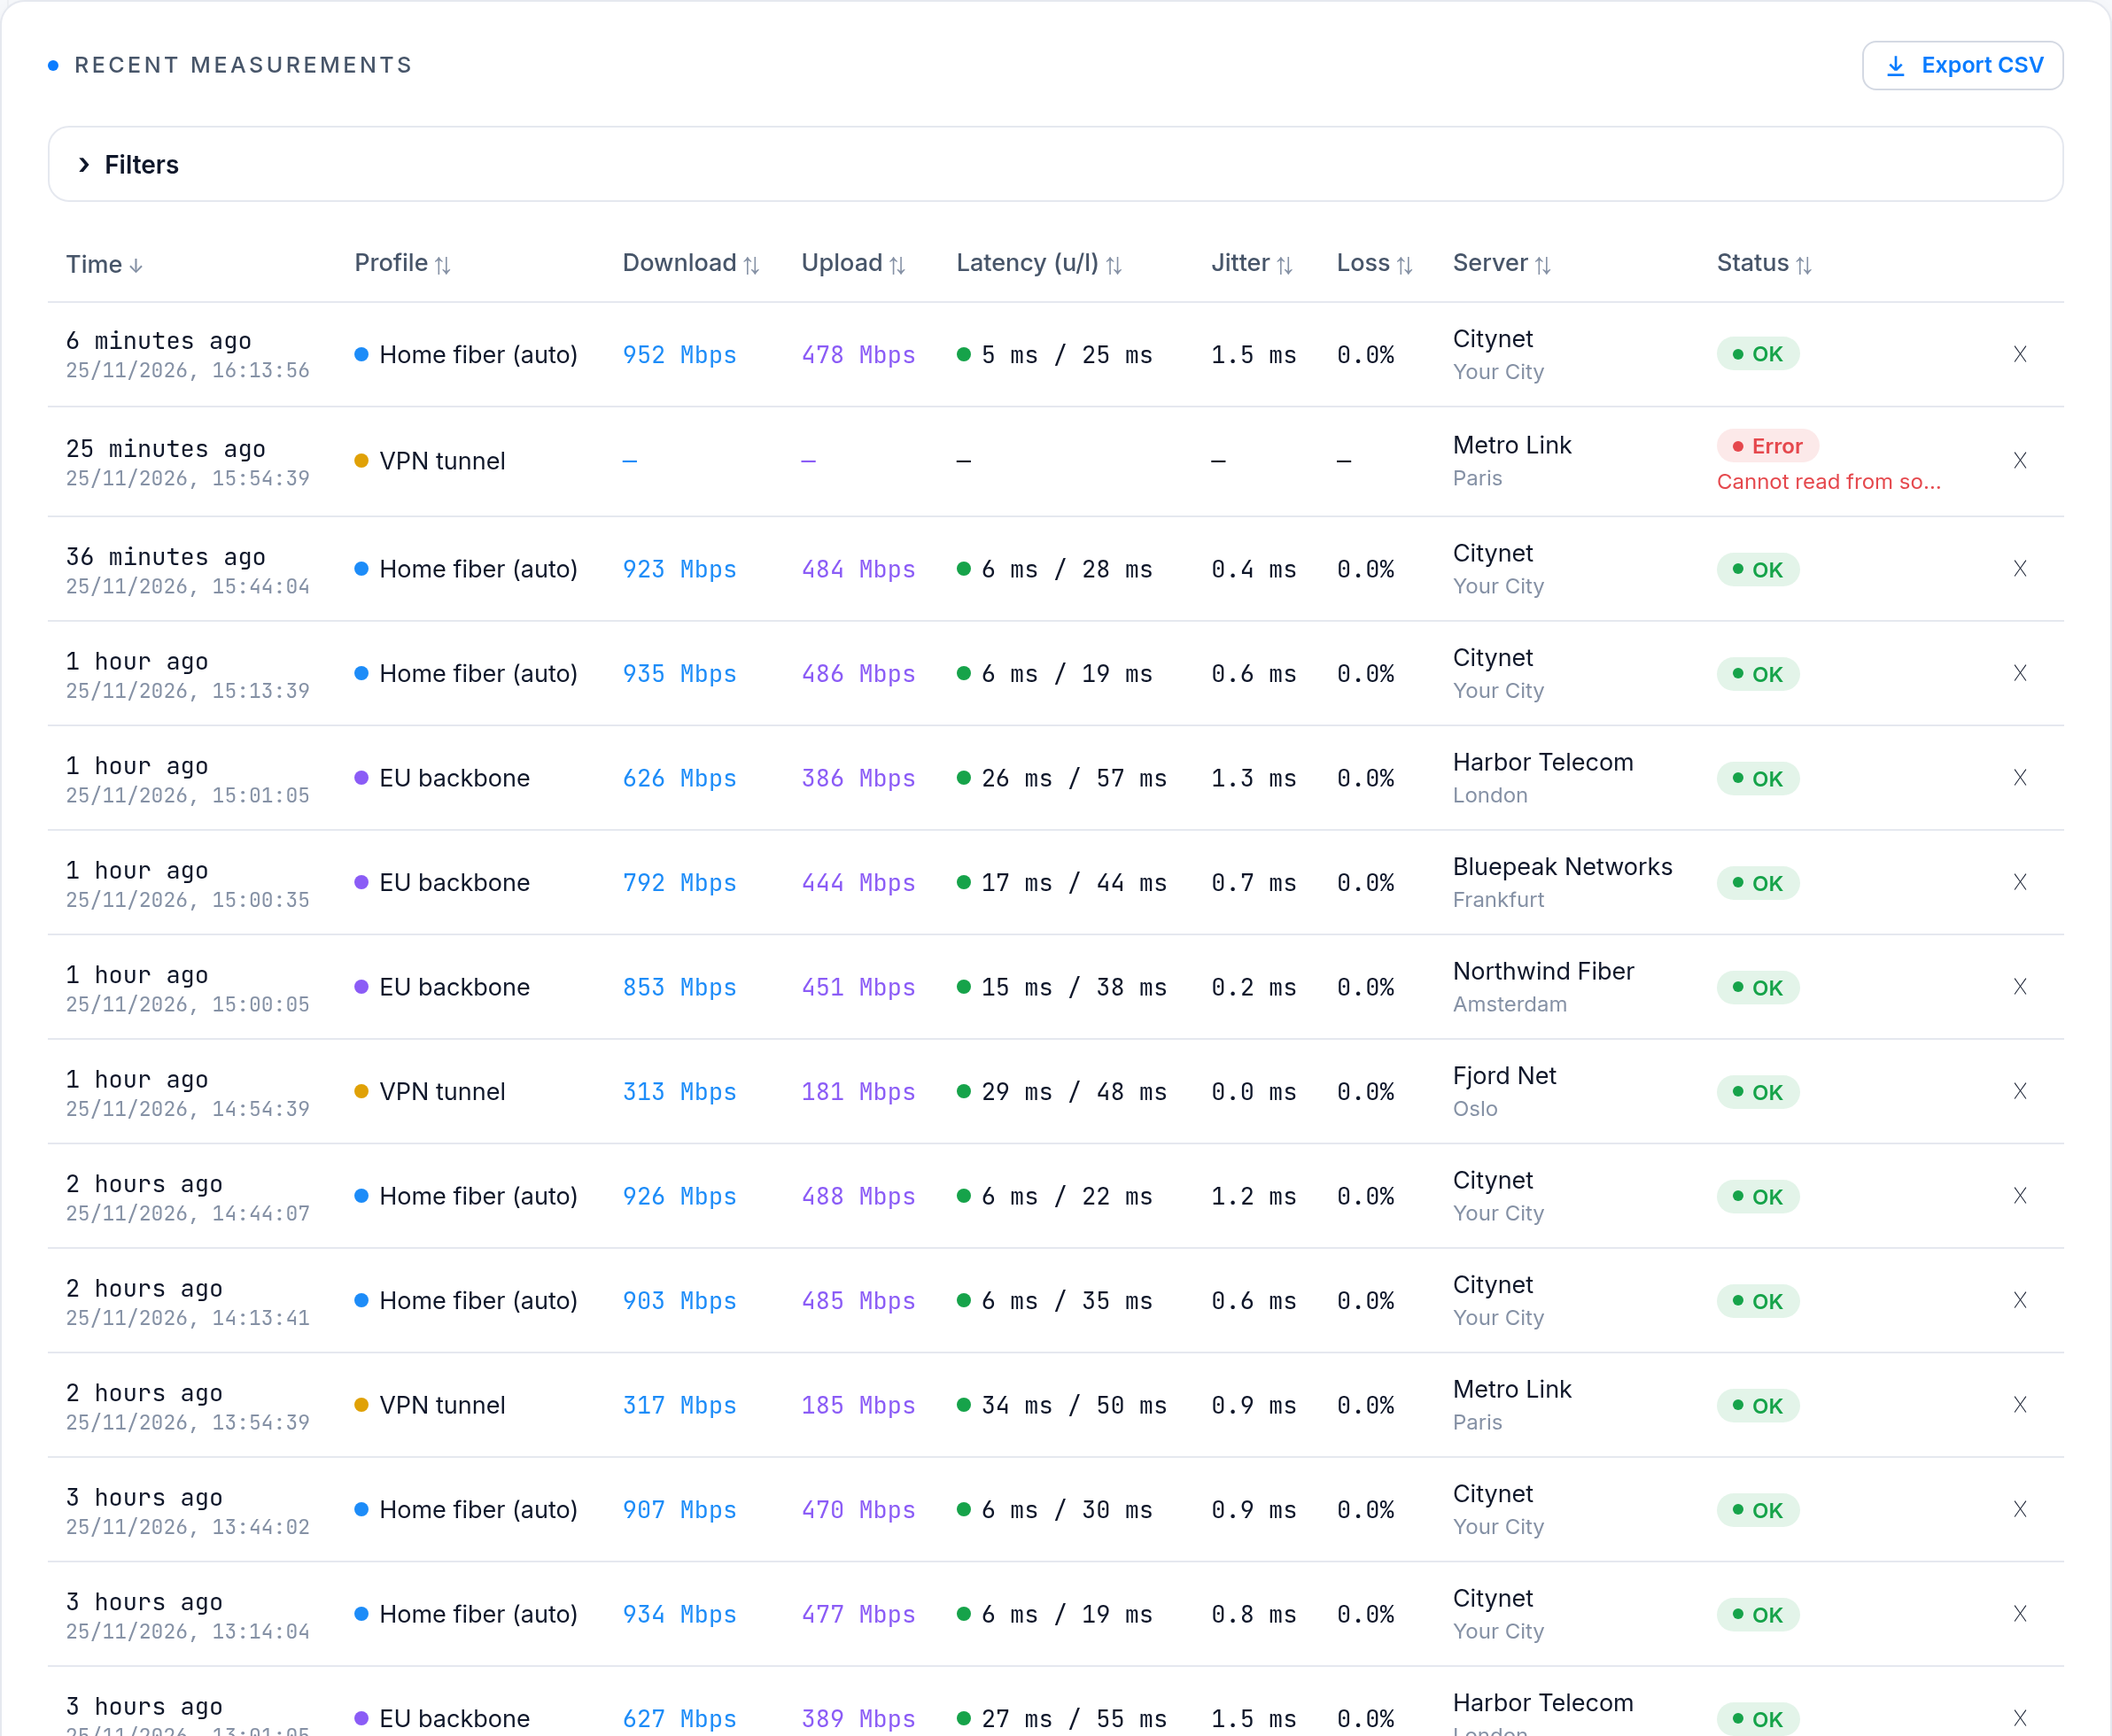 RECENT MEASUREMENTS
Export CSV
Filters
Time Profile Download Upload Latency (u/l) Jitter Loss Server Status
6 minutes ago
25/11/2026, 16:13:56
Home fiber (auto) 952 Mbps 478 Mbps 5 ms / 25 ms 1.5 ms 0.0%
Citynet
Your City
OK X
25 minutes ago
25/11/2026, 15:54:39
VPN tunnel — — — — —
Metro Link
Paris
Error
Cannot read from so...
X
36 minutes ago
25/11/2026, 15:44:04
Home fiber (auto) 923 Mbps 484 Mbps 6 ms / 28 ms 0.4 ms 0.0%
Citynet
Your City
OK X
1 hour ago
25/11/2026, 15:13:39
Home fiber (auto) 935 Mbps 486 Mbps 6 ms / 19 ms 0.6 ms 0.0%
Citynet
Your City
OK X
1 hour ago
25/11/2026, 15:01:05
EU backbone 626 Mbps 386 Mbps 26 ms / 57 ms 1.3 ms 0.0%
Harbor Telecom
London
OK X
1 hour ago
25/11/2026, 15:00:35
EU backbone 792 Mbps 444 Mbps 17 ms / 44 ms 0.7 ms 0.0%
Bluepeak Networks
Frankfurt
OK X
1 hour ago
25/11/2026, 15:00:05
EU backbone 853 Mbps 451 Mbps 15 ms / 38 ms 0.2 ms 0.0%
Northwind Fiber
Amsterdam
OK X
1 hour ago
25/11/2026, 14:54:39
VPN tunnel 313 Mbps 181 Mbps 29 ms / 48 ms 0.0 ms 0.0%
Fjord Net
Oslo
OK X
2 hours ago
25/11/2026, 14:44:07
Home fiber (auto) 926 Mbps 488 Mbps 6 ms / 22 ms 1.2 ms 0.0%
Citynet
Your City
OK X
2 hours ago
25/11/2026, 14:13:41
Home fiber (auto) 903 Mbps 485 Mbps 6 ms / 35 ms 0.6 ms 0.0%
Citynet
Your City
OK X
2 hours ago
25/11/2026, 13:54:39
VPN tunnel 317 Mbps 185 Mbps 34 ms / 50 ms 0.9 ms 0.0%
Metro Link
Paris
OK X
3 hours ago
25/11/2026, 13:44:02
Home fiber (auto) 907 Mbps 470 Mbps 6 ms / 30 ms 0.9 ms 0.0%
Citynet
Your City
OK X
3 hours ago
25/11/2026, 13:14:04
Home fiber (auto) 934 Mbps 477 Mbps 6 ms / 19 ms 0.8 ms 0.0%
Citynet
Your City
OK X
3 hours ago
25/11/2026, 13:01:05
EU backbone 627 Mbps 389 Mbps 27 ms / 55 ms 1.5 ms 0.0%
Harbor Telecom
London
OK X